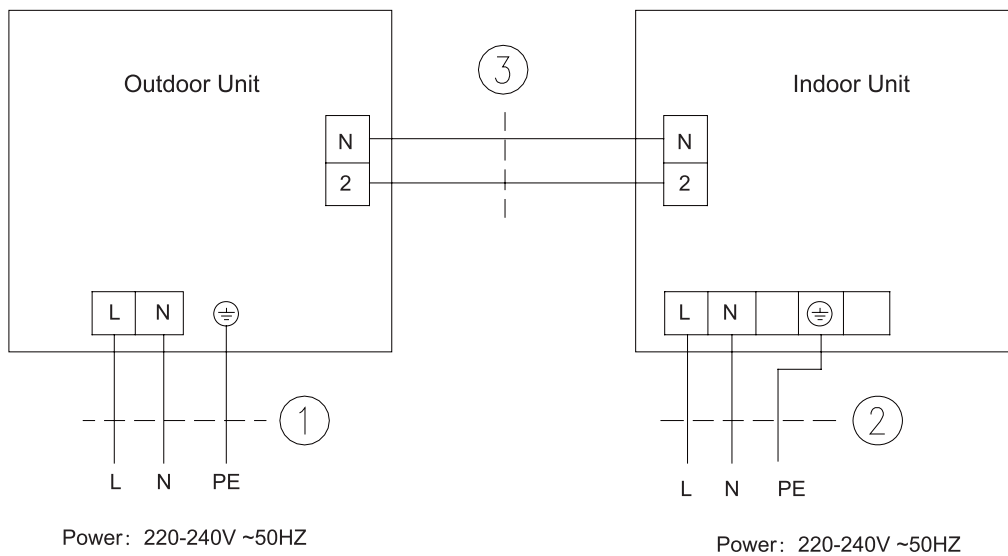 Outdoor Unit
3
Indoor Unit
N
N
2
2
L N
L N
1
2
L N PE
L N PE
Power: 220-240V ~50HZ
Power: 220-240V ~50HZ